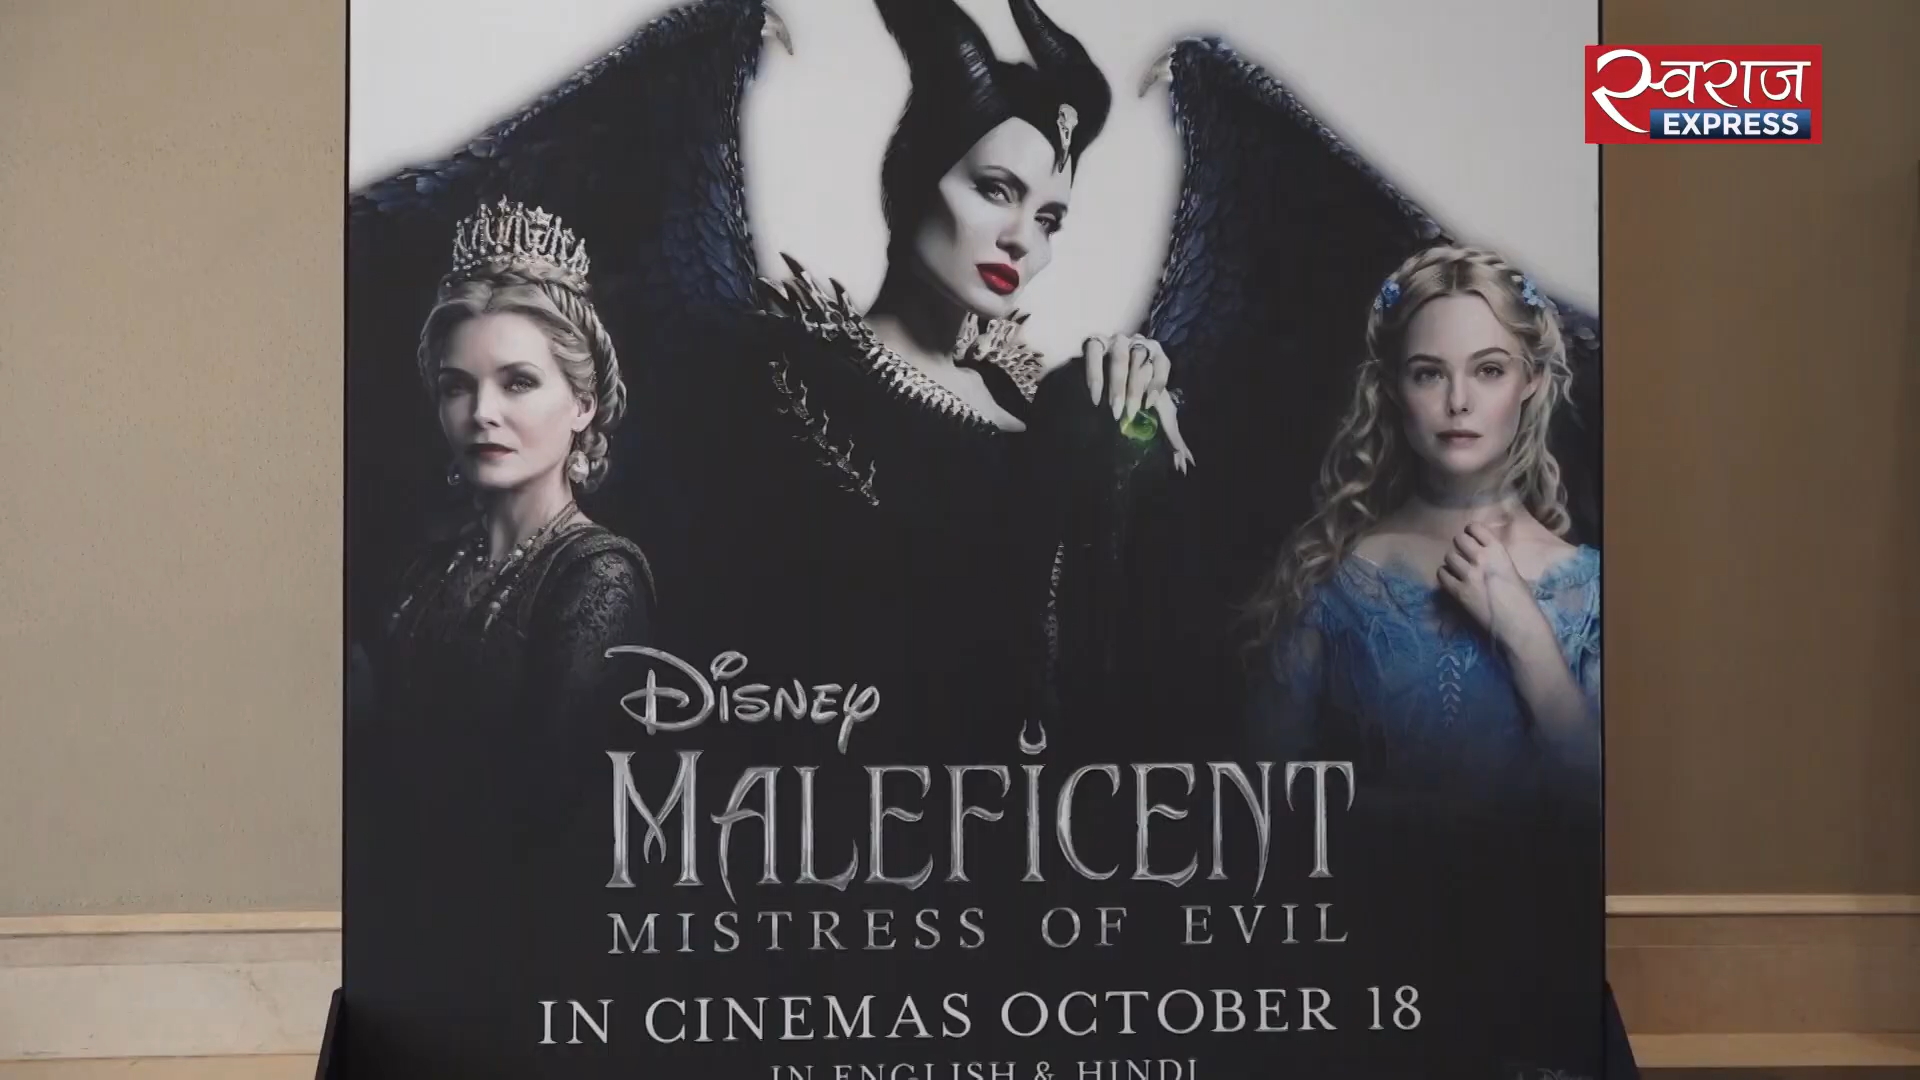 स्वराज
EXPRESS
DISNEY
MALEFICENT
MISTRESS OF EVIL
IN CINEMAS OCTOBER 18
IN ENGLISH & HINDI